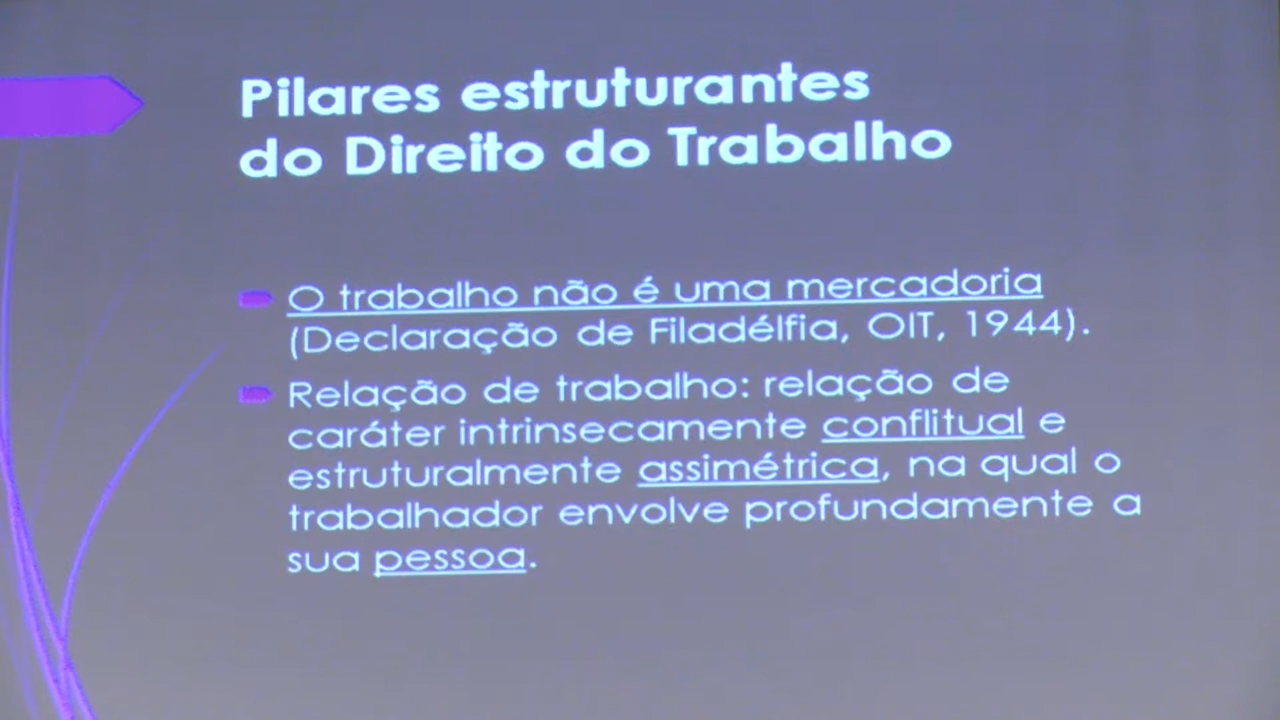 Pilares estruturantes
do Direito do Trabalho
O trabalho não é uma mercadoria
(Declaração de Filadélfia, OIT, 1944).
Relação de trabalho: relação de
caráter intrinsecamente conflitual e
estruturalmente assimétrica, na qual o
trabalhador envolve profundamente a
sua pessoa.